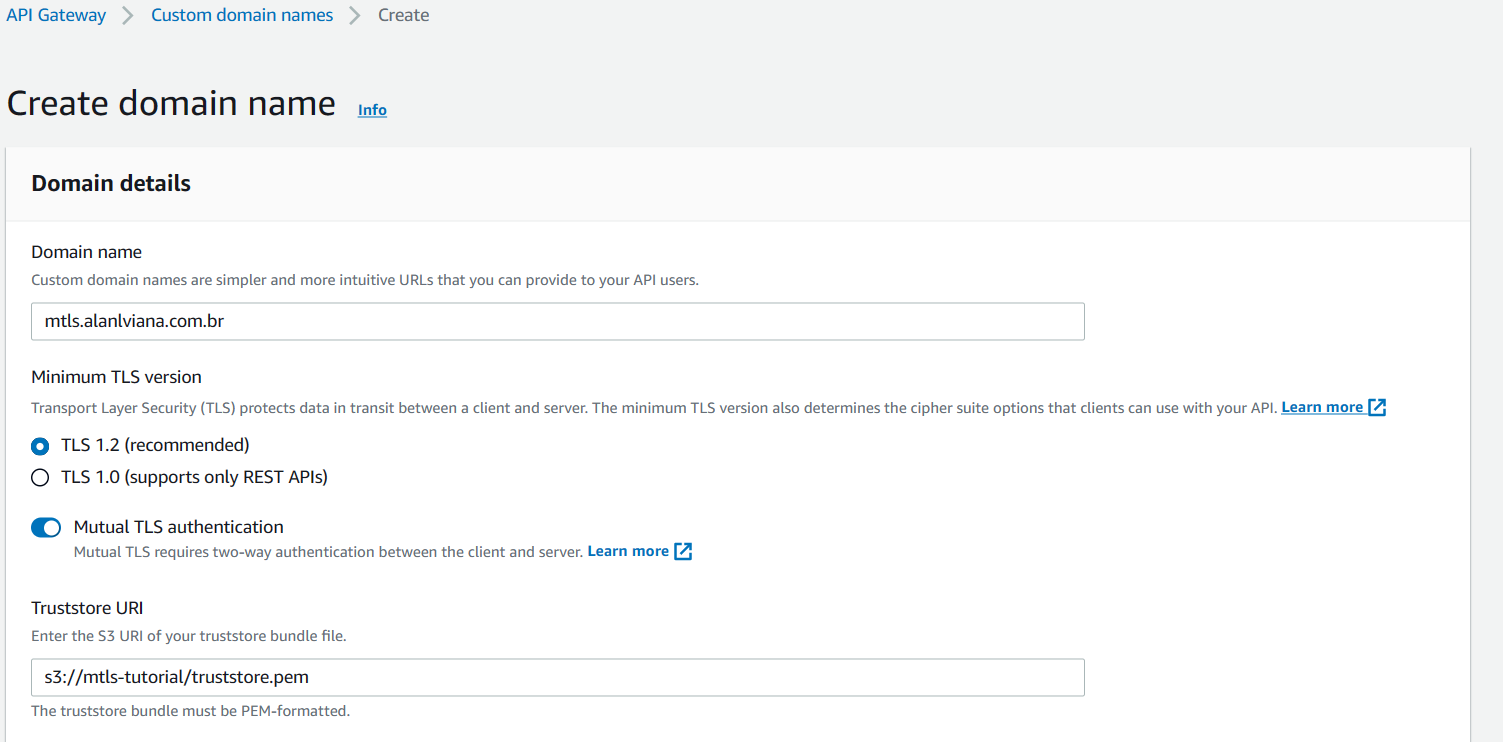 API Gateway > Custom domain names > Create
Create domain name Info
Domain details
Domain name
Custom domain names are simpler and more intuitive URLs that you can provide to your API users.
mtls.alanlviana.com.br
Minimum TLS version
Transport Layer Security (TLS) protects data in transit between a client and server. The minimum TLS version also determines the cipher suite options that clients can use with your API. Learn more
TLS 1.2 (recommended)
TLS 1.0 (supports only REST APIs)
Mutual TLS authentication
Mutual TLS requires two-way authentication between the client and server. Learn more
Truststore URI
Enter the S3 URI of your truststore bundle file.
s3://mtls-tutorial/truststore.pem
The truststore bundle must be PEM-formatted.